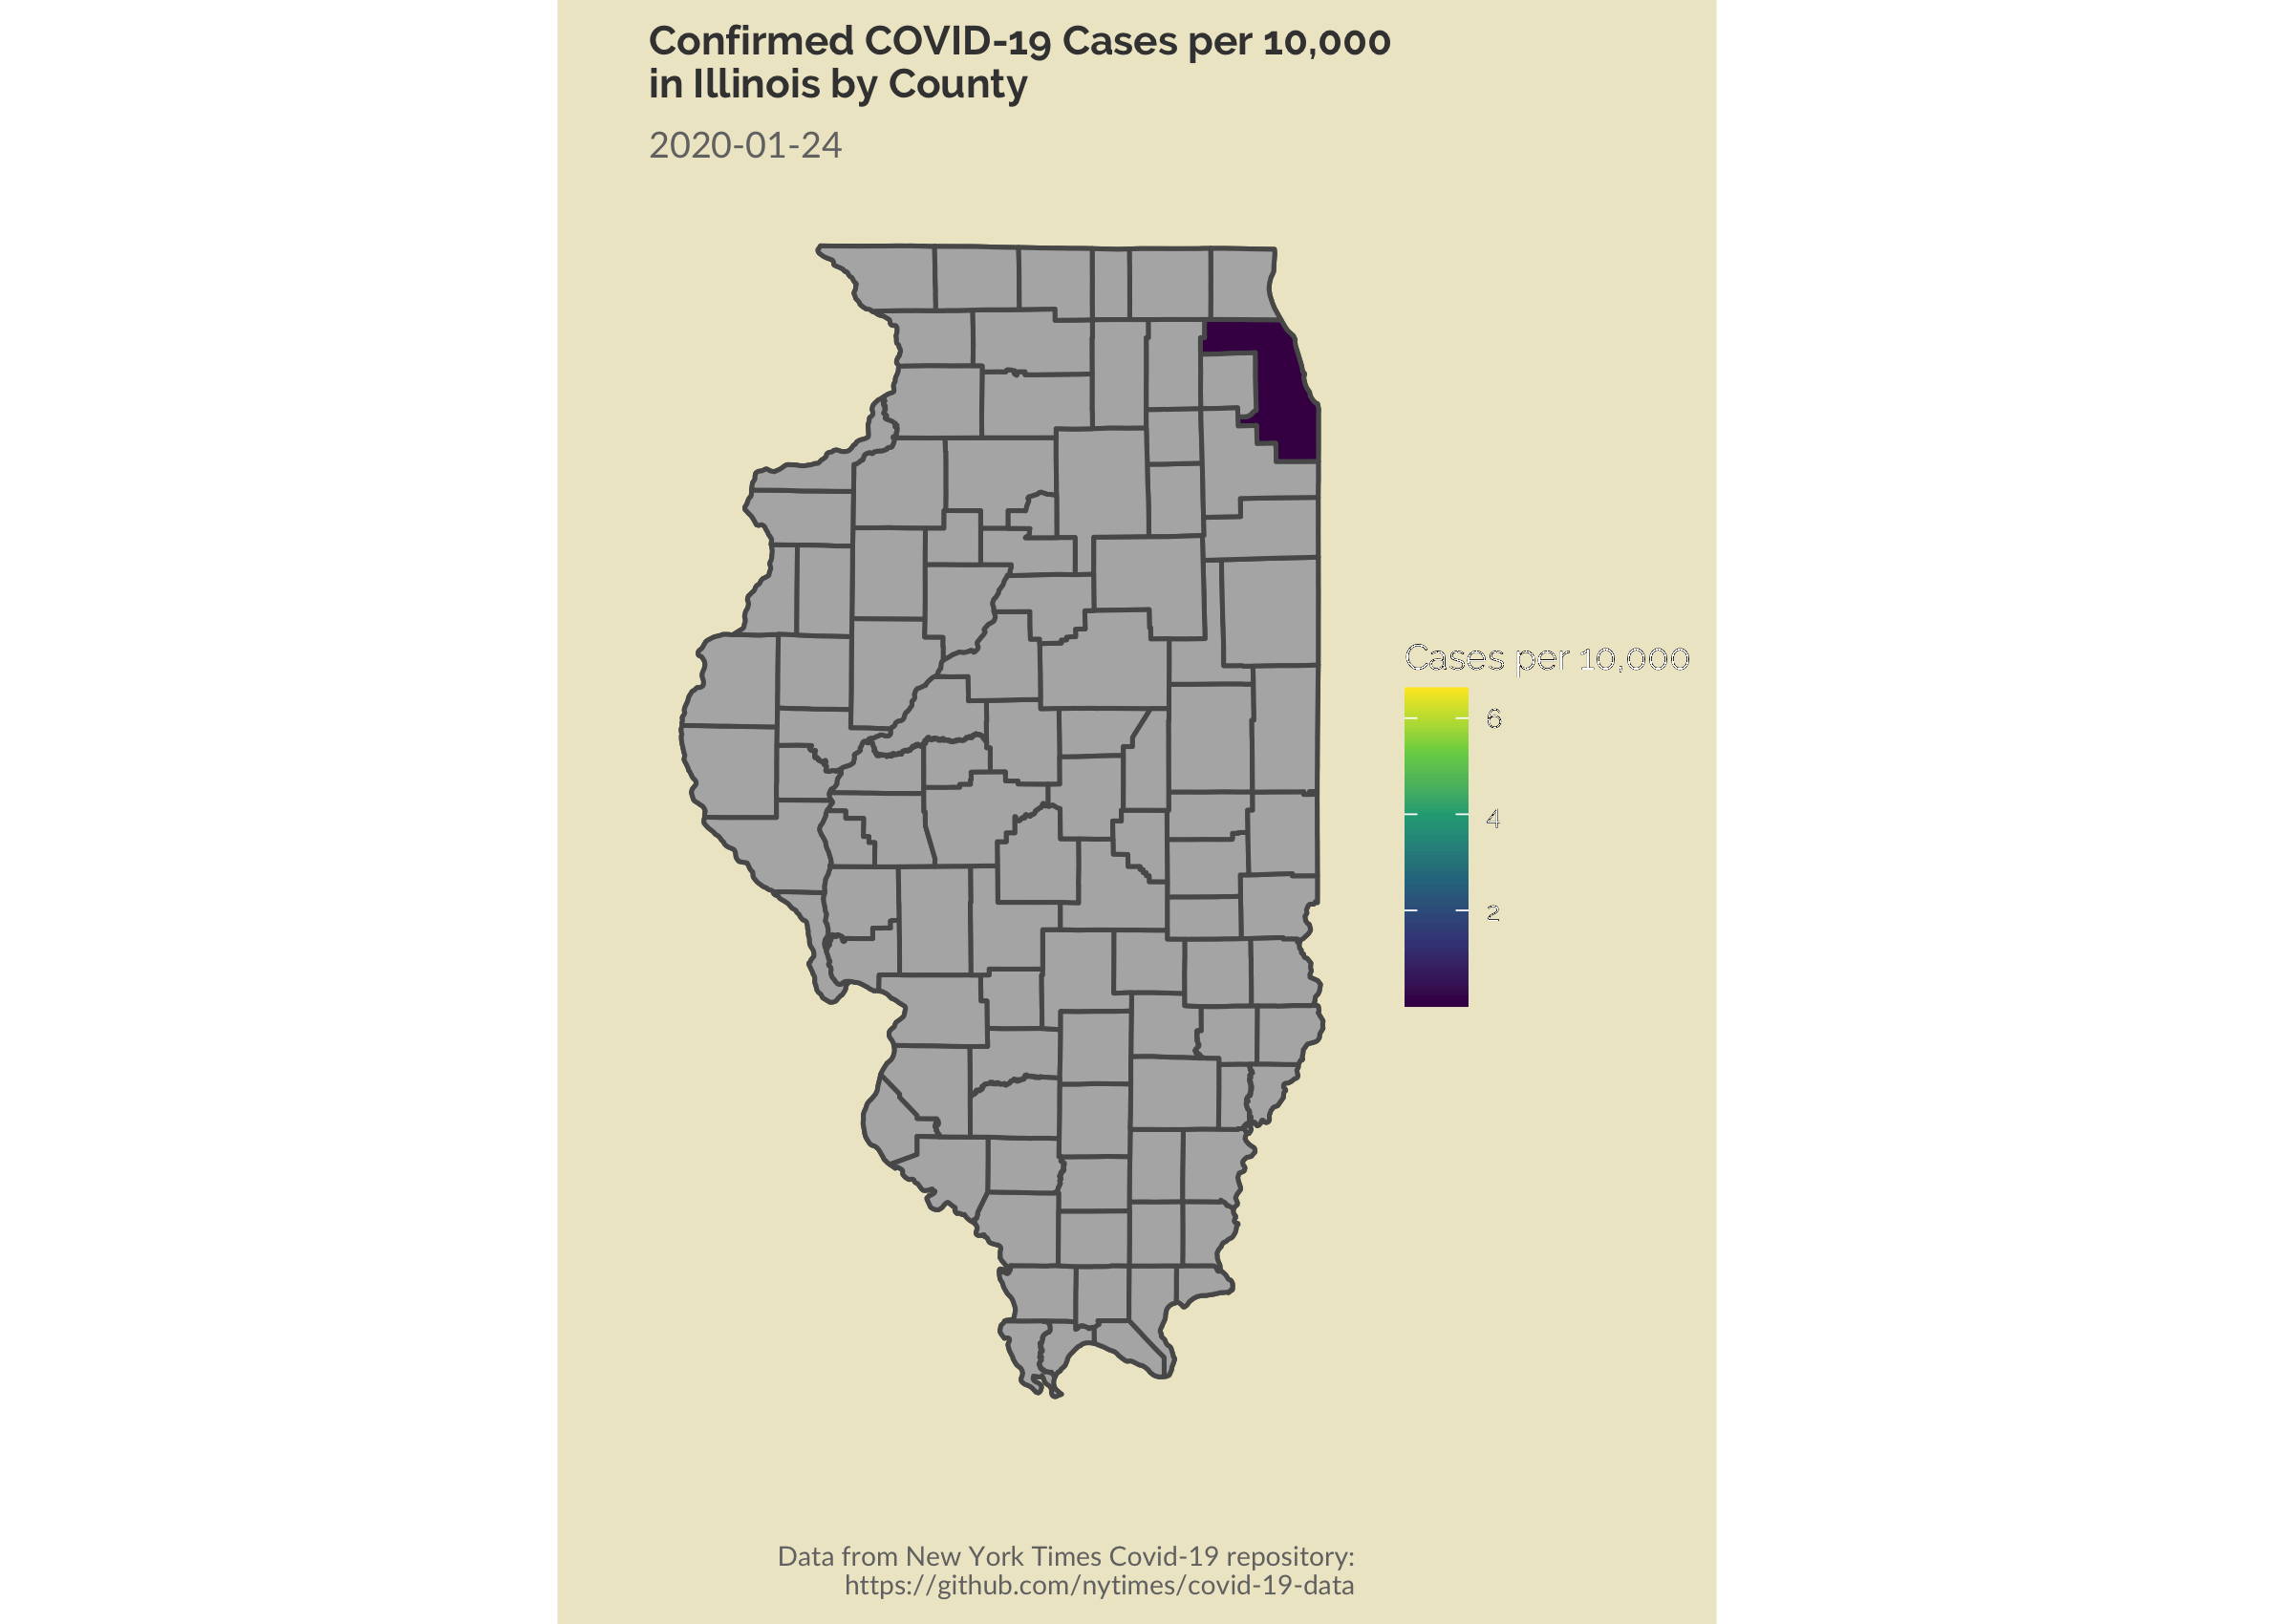 Confirmed COVID-19 Cases per 10,000
in Illinois by County
2020-01-24
Cases per 10,000
6
4
2
Data from New York Times Covid-19 repository:
https://github.com/nytimes/covid-19-data